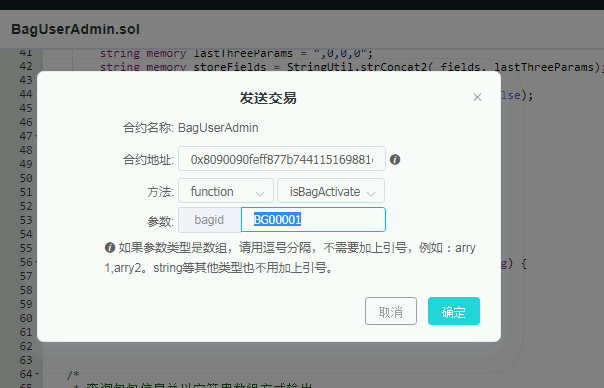 BagUserAdmin.sol
41 string memory lastThreeParams = ",0,0,0";
42 string memory storeFields = StringUtil.strConcat2( fields, lastThreeParams);
43
44 lse);
45
46
47
48
49
50
51
52
53
54
55
56 g) {
57
58
59
60
61
62
63
64 /*
发送交易
合约名称: BagUserAdmin
合约地址: 0x8090090feff877b744115169881
方法: function isBagActivate
参数: bagid BG00001
如果参数类型是数组，请用逗号分隔，不需要加上引号，例如：arry
1,arry2。string等其他类型也不用加上引号。
取消 确定
* 查询包包信息并以字符串数组方式输出